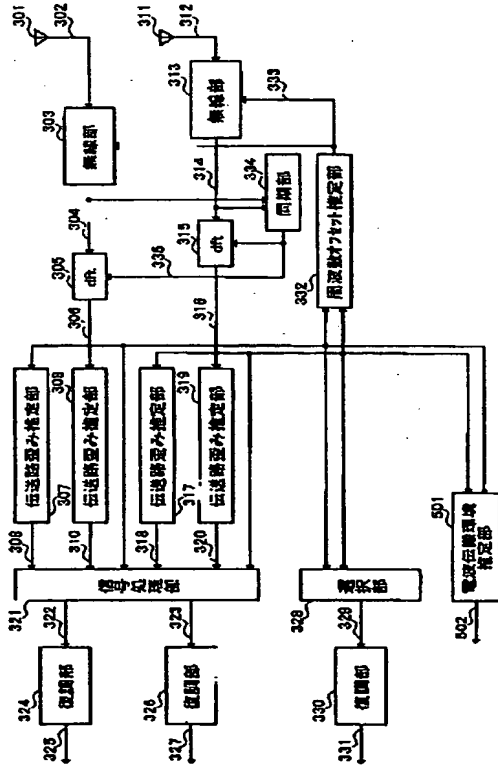 301
302
303
無線部
304
305
dft
306
伝送路歪み推定部
307
308
309
伝送路歪み推定部
310
311
312
313
無線部
314
315
dft
316
334
同期部
335
333
伝送路歪み推定部
317
318
319
伝送路歪み推定部
320
321
信号処理部
322
323
324
復調部
325
326
復調部
327
332
周波数オフセット推定部
328
選択部
329
330
復調部
331
501
電波伝搬環境
推定部
502